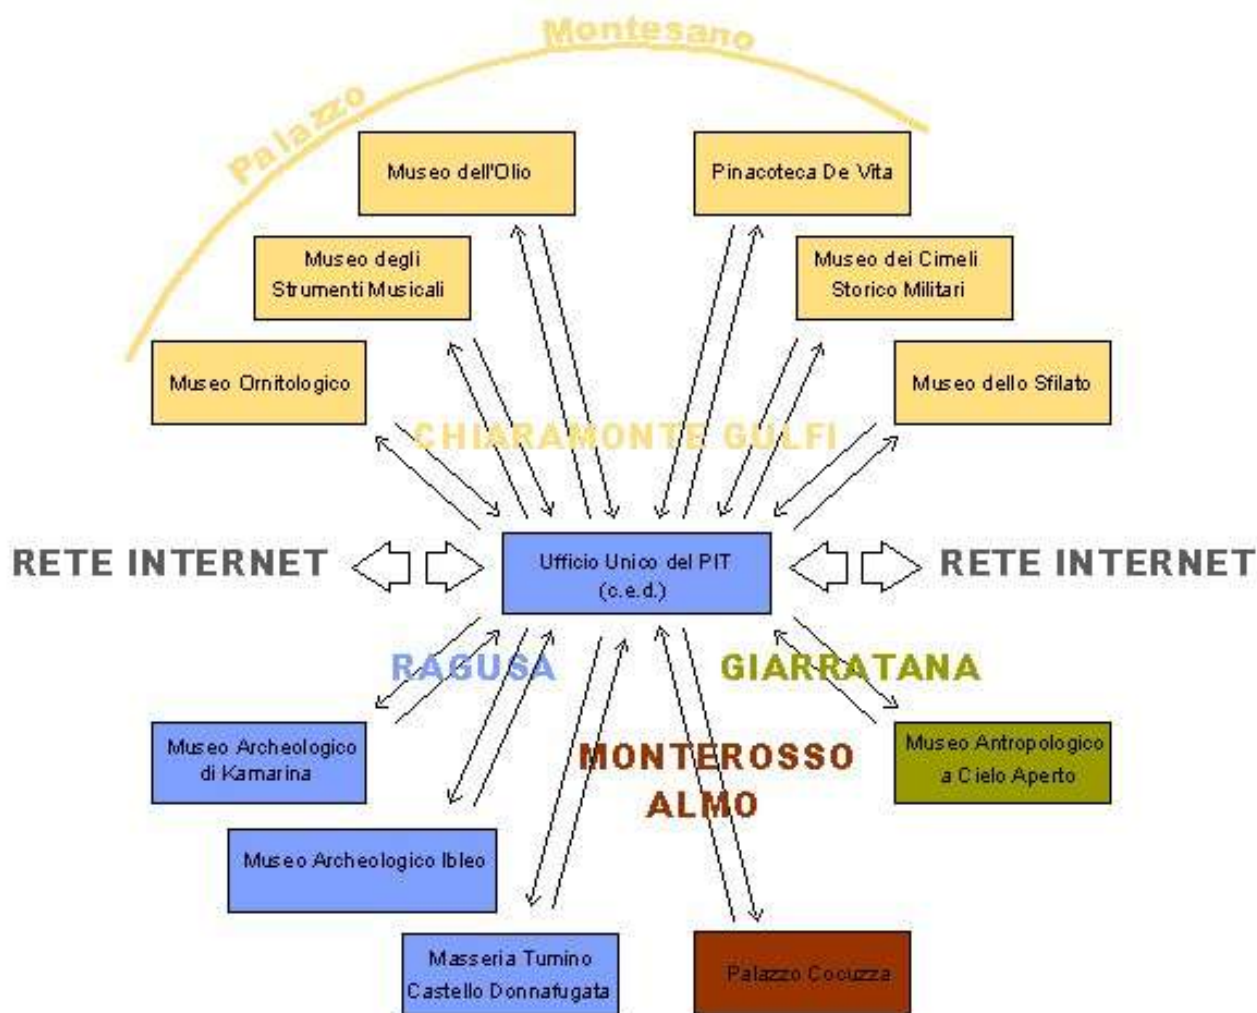 Palazzo Montesano
Museo dell'Olio
Pinacoteca De Vita
Museo degli
Strumenti Musicali
Museo dei Cimeli
Storico Militari
Museo Ornitologico
Museo dello Sfilato
CHIARAMONTE GULFI
RETE INTERNET
Ufficio Unico del PIT
(c.e.d.)
RETE INTERNET
RAGUSA
GIARRATANA
Museo Archeologico
di Kamarina
MONTEROSSO
ALMO
Museo Antropologico
a Cielo Aperto
Museo Archeologico Ibleo
Masseria Tumino
Castello Donnafugata
Palazzo Cocuzza